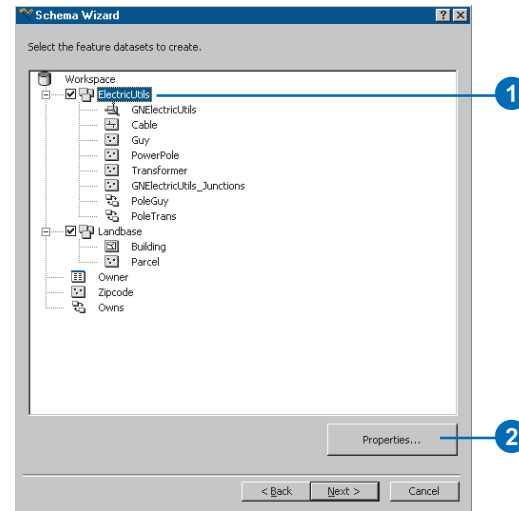 Schema Wizard
Select the feature datasets to create.
Workspace
ElectricUtils
1
GNElectricUtils
Cable
Guy
PowerPole
Transformer
GNElectricUtils_Junctions
PoleGuy
PoleTrans
Landbase
Building
Parcel
Owner
Zipcode
Owns
Properties...
2
< Back Next > Cancel